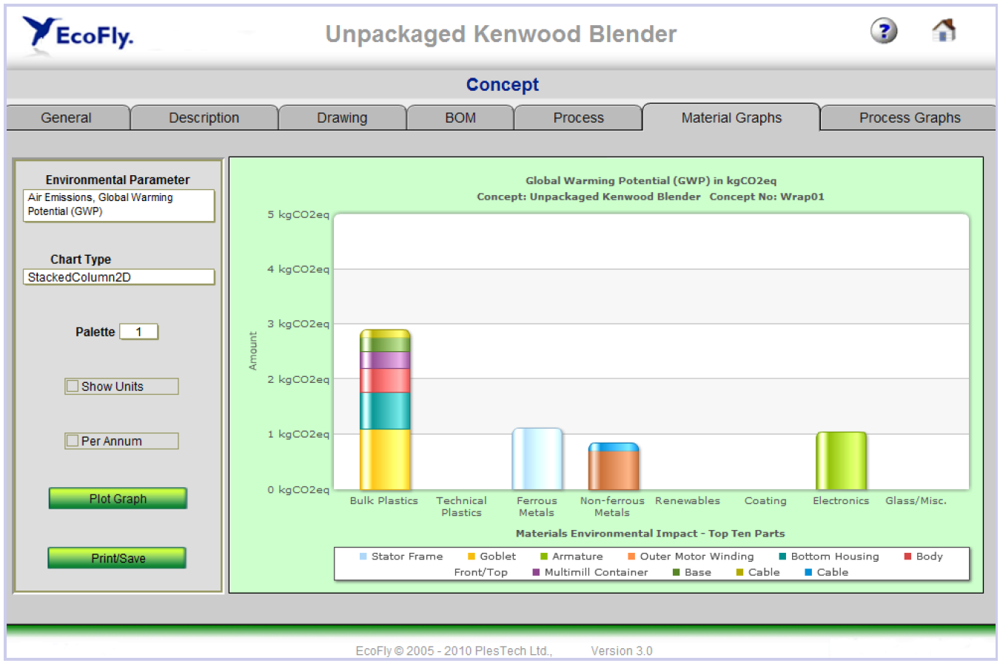 EcoFly.
Unpackaged Kenwood Blender
?
Concept
General
Description
Drawing
BOM
Process
Material Graphs
Process Graphs
Environmental Parameter
Air Emissions, Global Warming
Potential (GWP)
Chart Type
StackedColumn2D
Palette 1
Show Units
Per Annum
Plot Graph
Print/Save
Global Warming Potential (GWP) in kgCO2eq
Concept: Unpackaged Kenwood Blender Concept No: Wrap01
5 kgCO2eq
4 kgCO2eq
3 kgCO2eq
2 kgCO2eq
1 kgCO2eq
0 kgCO2eq
Amount
Bulk Plastics
Technical
Plastics
Ferrous
Metals
Non-ferrous
Metals
Renewables
Coating
Electronics
Glass/Misc.
Materials Environmental Impact - Top Ten Parts
Stator Frame Goblet Armature Outer Motor Winding Bottom Housing Body
Front/Top Multimill Container Base Cable Cable
EcoFly © 2005 - 2010 PlesTech Ltd., Version 3.0